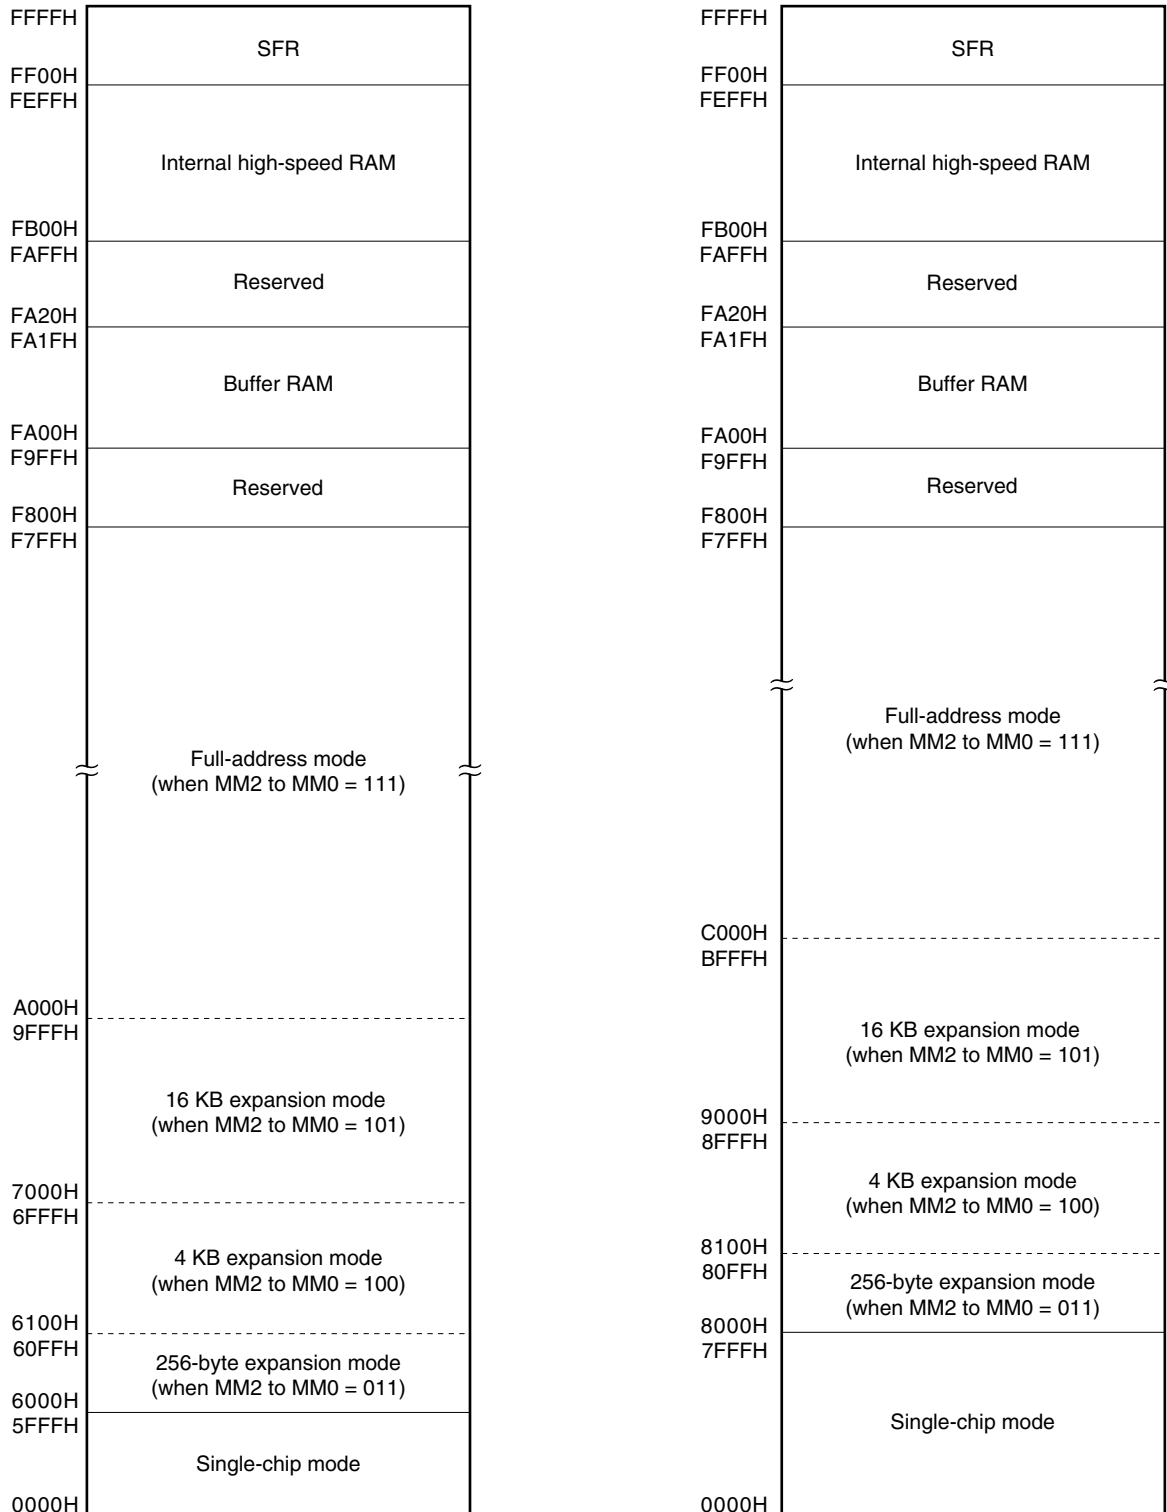 FFFFH
SFR
FF00H
FEFFH
Internal high-speed RAM
FB00H
FAFFH
Reserved
FA20H
FA1FH
Buffer RAM
FA00H
F9FFH
Reserved
F800H
F7FFH
Full-address mode
(when MM2 to MM0 = 111)
A000H
9FFFH
16 KB expansion mode
(when MM2 to MM0 = 101)
7000H
6FFFH
4 KB expansion mode
(when MM2 to MM0 = 100)
6100H
60FFH
256-byte expansion mode
(when MM2 to MM0 = 011)
6000H
5FFFH
Single-chip mode
0000H
FFFFH
SFR
FF00H
FEFFH
Internal high-speed RAM
FB00H
FAFFH
Reserved
FA20H
FA1FH
Buffer RAM
FA00H
F9FFH
Reserved
F800H
F7FFH
Full-address mode
(when MM2 to MM0 = 111)
C000H
BFFFH
16 KB expansion mode
(when MM2 to MM0 = 101)
9000H
8FFFH
4 KB expansion mode
(when MM2 to MM0 = 100)
8100H
80FFH
256-byte expansion mode
(when MM2 to MM0 = 011)
8000H
7FFFH
Single-chip mode
0000H